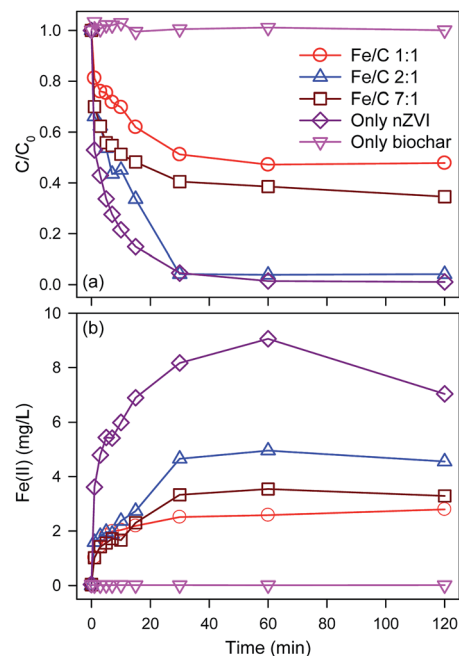 1.0
0.8
0.6
0.4
0.2
0.0
C/C0
Fe/C 1:1
Fe/C 2:1
Fe/C 7:1
Only nZVI
Only biochar
(a)
10
8
6
4
2
0
Fe(II) (mg/L)
(b)
0 20 40 60 80 100 120
Time (min)